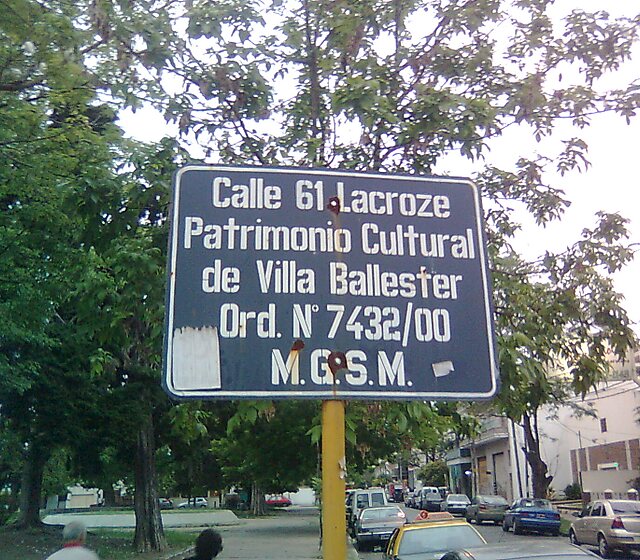 Calle 61 Lacroze
Patrimonio Cultural
de Villa Ballester
Ord. N° 7432/00
M.G.S.M.